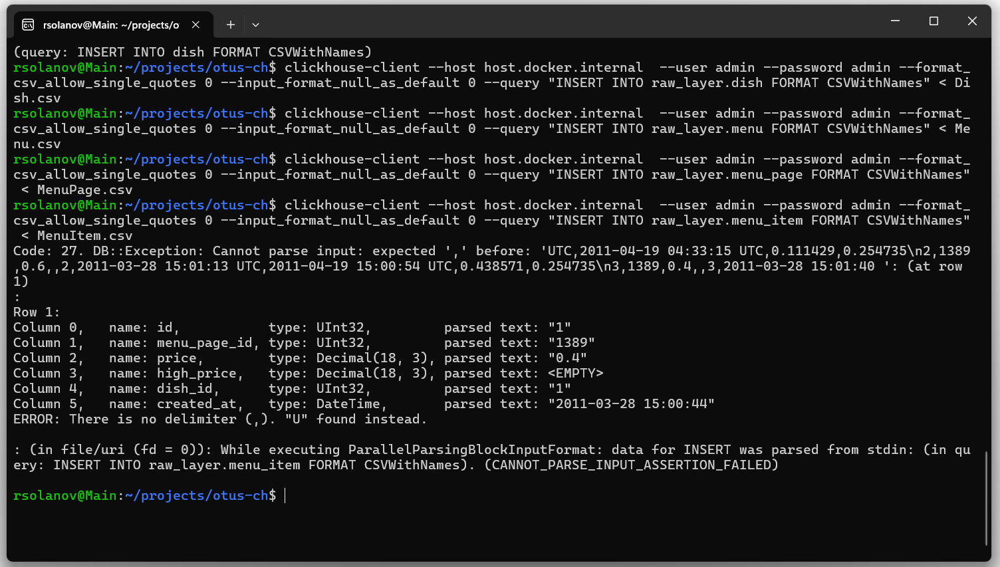 rsolanov@Main: ~/projects/o
(query: INSERT INTO dish FORMAT CSVWithNames)
rsolanov@Main:~/projects/otus-ch$ clickhouse-client --host host.docker.internal  --user admin --password admin --format_
csv_allow_single_quotes 0 --input_format_null_as_default 0 --query "INSERT INTO raw_layer.dish FORMAT CSVWithNames" < Di
sh.csv
rsolanov@Main:~/projects/otus-ch$ clickhouse-client --host host.docker.internal  --user admin --password admin --format_
csv_allow_single_quotes 0 --input_format_null_as_default 0 --query "INSERT INTO raw_layer.menu FORMAT CSVWithNames" < Me
nu.csv
rsolanov@Main:~/projects/otus-ch$ clickhouse-client --host host.docker.internal  --user admin --password admin --format_
csv_allow_single_quotes 0 --input_format_null_as_default 0 --query "INSERT INTO raw_layer.menu_page FORMAT CSVWithNames"
 < MenuPage.csv
rsolanov@Main:~/projects/otus-ch$ clickhouse-client --host host.docker.internal  --user admin --password admin --format_
csv_allow_single_quotes 0 --input_format_null_as_default 0 --query "INSERT INTO raw_layer.menu_item FORMAT CSVWithNames"
 < MenuItem.csv
Code: 27. DB::Exception: Cannot parse input: expected ',' before: 'UTC,2011-04-19 04:33:15 UTC,0.111429,0.254735\n2,1389
,0.6,,2,2011-03-28 15:01:13 UTC,2011-04-19 15:00:54 UTC,0.438571,0.254735\n3,1389,0.4,,3,2011-03-28 15:01:40 ': (at row
1)
:
Row 1:
Column 0,   name: id,           type: UInt32,         parsed text: "1"
Column 1,   name: menu_page_id, type: UInt32,         parsed text: "1389"
Column 2,   name: price,        type: Decimal(18, 3), parsed text: "0.4"
Column 3,   name: high_price,   type: Decimal(18, 3), parsed text: <EMPTY>
Column 4,   name: dish_id,      type: UInt32,         parsed text: "1"
Column 5,   name: created_at,   type: DateTime,       parsed text: "2011-03-28 15:00:44"
ERROR: There is no delimiter (,). "U" found instead.
: (in file/uri (fd = 0)): While executing ParallelParsingBlockInputFormat: data for INSERT was parsed from stdin: (in qu
ery: INSERT INTO raw_layer.menu_item FORMAT CSVWithNames). (CANNOT_PARSE_INPUT_ASSERTION_FAILED)
rsolanov@Main:~/projects/otus-ch$